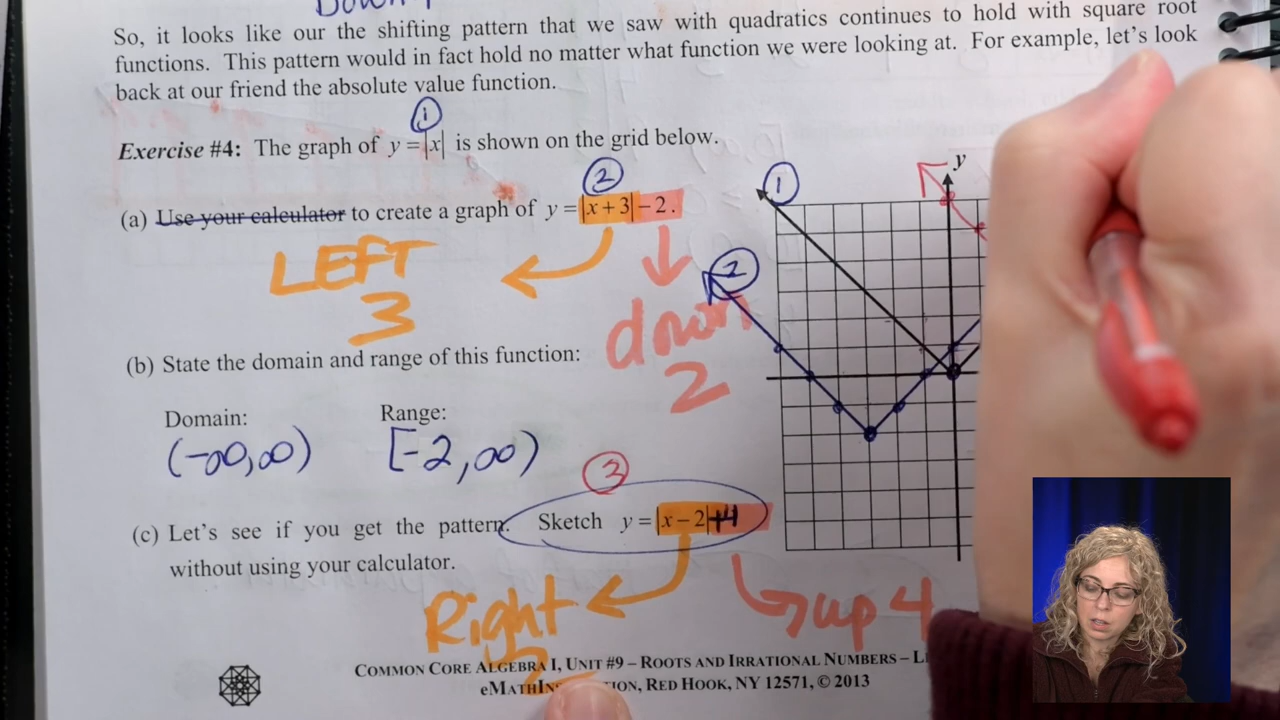 Down
So, it looks like our the shifting pattern that we saw with quadratics continues to hold with square root
functions. This pattern would in fact hold no matter what function we were looking at. For example, let's look
back at our friend the absolute value function.
1
Exercise #4: The graph of y = |x| is shown on the grid below.
2
(a) Use your calculator to create a graph of y = |x + 3| − 2.
LEFT
3
down
2
1
2
y
(b) State the domain and range of this function:
Domain: Range:
(-∞,∞) [-2,∞)
3
(c) Let's see if you get the pattern. Sketch y = |x − 2|+4
without using your calculator.
Right
2
up 4
COMMON CORE ALGEBRA I, UNIT #9 – ROOTS AND IRRATIONAL NUMBERS –
RED HOOK, NY 12571, © 2013